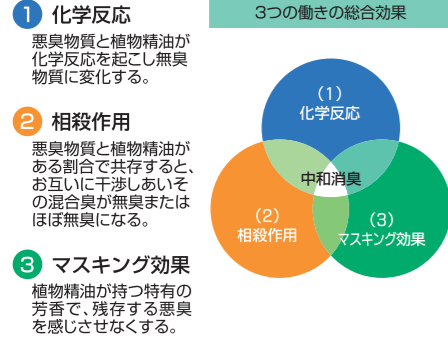 1 化学反応
悪臭物質と植物精油が
化学反応を起こし無臭
物質に変化する。
2 相殺作用
悪臭物質と植物精油が
ある割合で共存すると、
お互いに干渉しあいそ
の混合臭が無臭または
ほぼ無臭になる。
3 マスキング効果
植物精油が持つ特有の
芳香で、残存する悪臭
を感じさせなくする。
3つの働きの総合効果
(1)
化学反応
中和消臭
(2)
相殺作用
(3)
マスキング効果